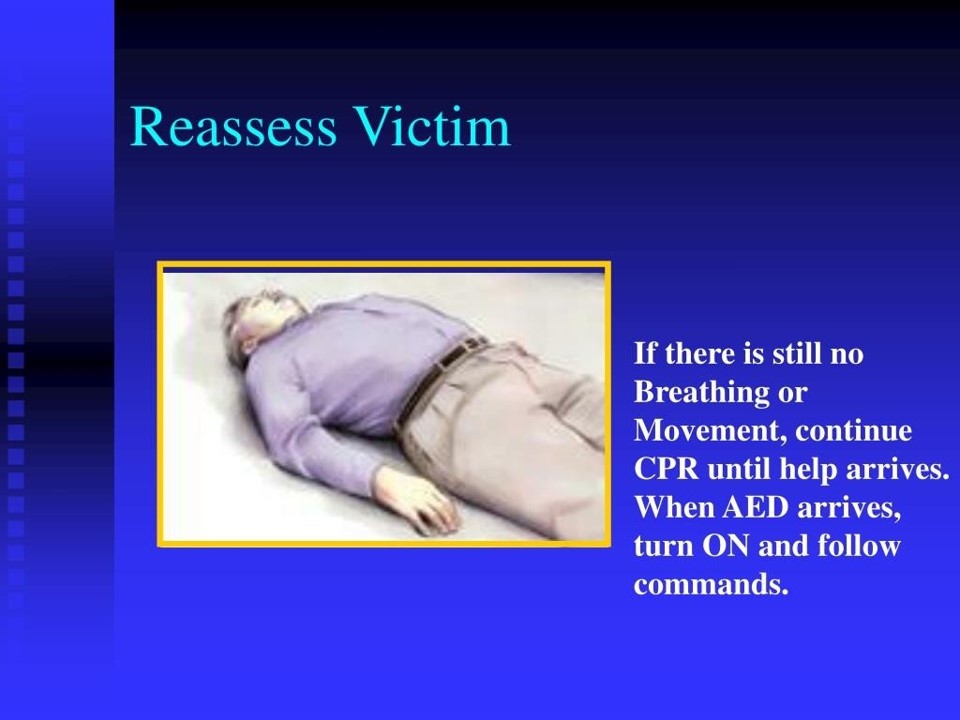 Reassess Victim
If there is still no
Breathing or
Movement, continue
CPR until help arrives.
When AED arrives,
turn ON and follow
commands.